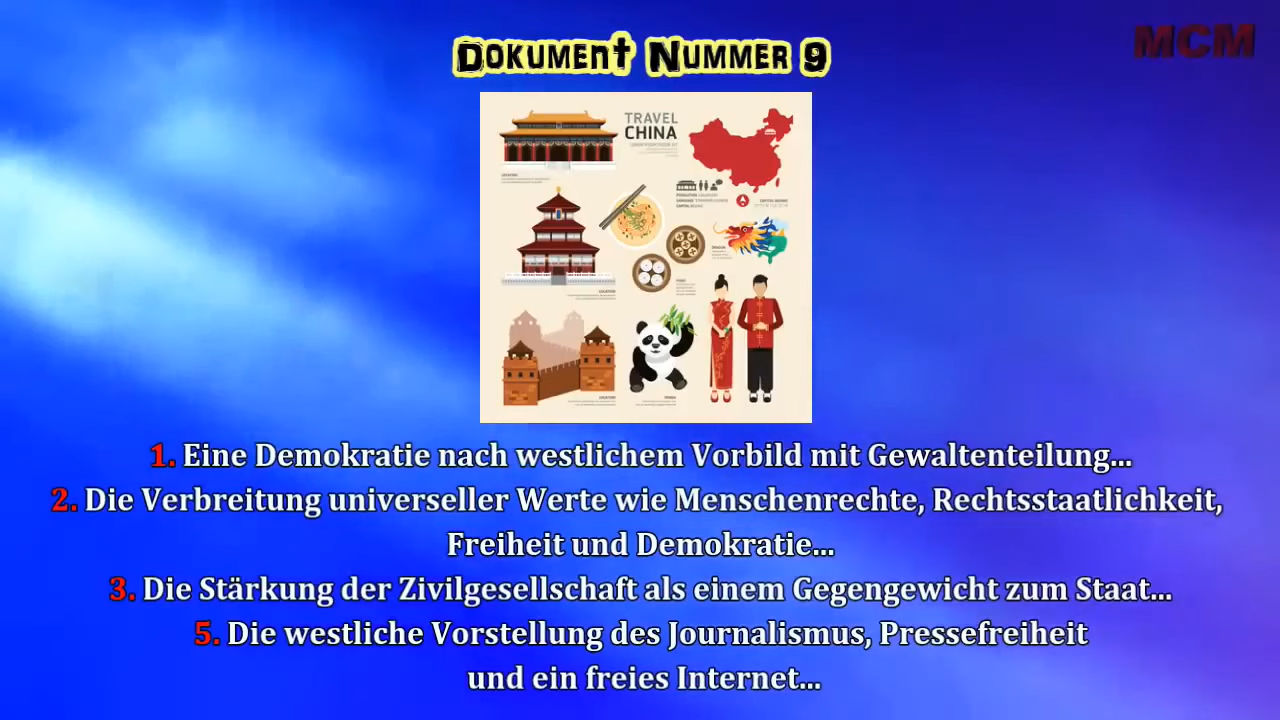 Dokument Nummer 9
MCM
TRAVEL
CHINA
1. Eine Demokratie nach westlichem Vorbild mit Gewaltenteilung...
2. Die Verbreitung universeller Werte wie Menschenrechte, Rechtsstaatlichkeit,
Freiheit und Demokratie...
3. Die Stärkung der Zivilgesellschaft als einem Gegengewicht zum Staat...
5. Die westliche Vorstellung des Journalismus, Pressefreiheit
und ein freies Internet...